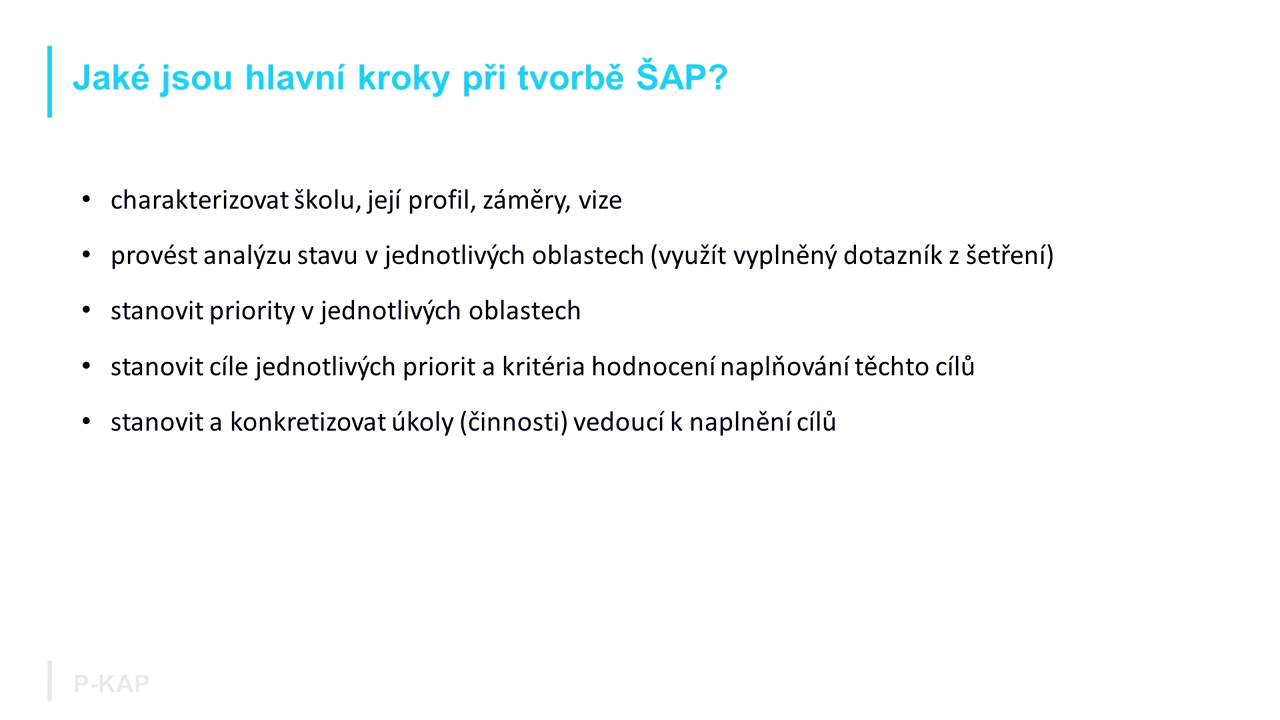 Jaké jsou hlavní kroky při tvorbě ŠAP?
• charakterizovat školu, její profil, záměry, vize
• provést analýzu stavu v jednotlivých oblastech (využít vyplněný dotazník z šetření)
• stanovit priority v jednotlivých oblastech
• stanovit cíle jednotlivých priorit a kritéria hodnocení naplňování těchto cílů
• stanovit a konkretizovat úkoly (činnosti) vedoucí k naplnění cílů
P-KAP